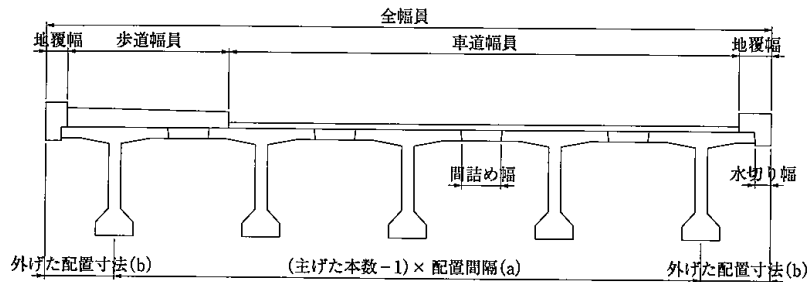 全幅員
地覆幅 歩道幅員 車道幅員 地覆幅
間詰め幅 水切り幅
外げた配置寸法(b) (主げた本数-1)×配置間隔(a) 外げた配置寸法(b)